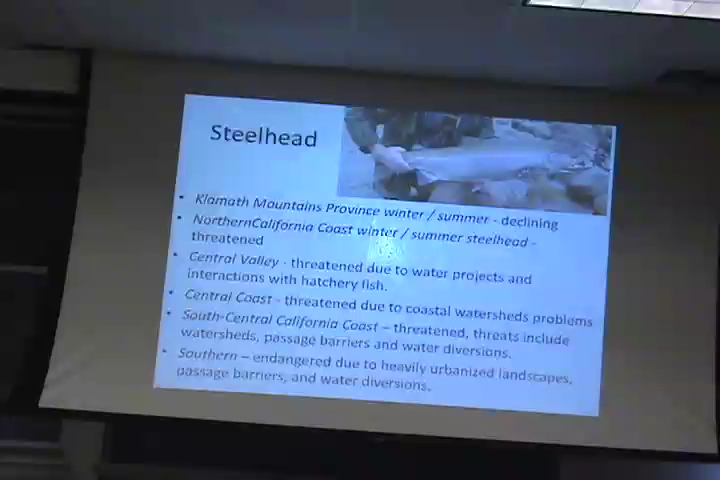 Steelhead
• Klamath Mountains Province winter / summer - declining
• NorthernCalifornia Coast winter / summer steelhead -
threatened
• Central Valley - threatened due to water projects and
interactions with hatchery fish.
• Central Coast - threatened due to coastal watersheds problems
• South-Central California Coast – threatened, threats include
watersheds, passage barriers and water diversions.
• Southern – endangered due to heavily urbanized landscapes,
passage barriers, and water diversions.